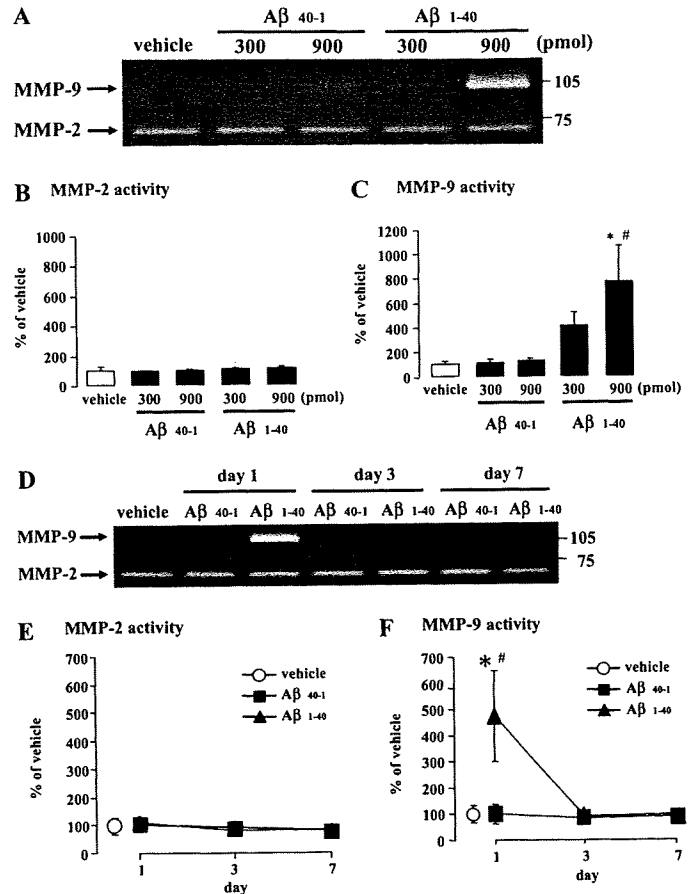 A
Aβ 40-1 Aβ 1-40
vehicle 300 900 300 900 (pmol)
MMP-9 105
MMP-2 75
B MMP-2 activity
1000
800
600
400
200
0
% of vehicle
vehicle 300 900 300 900 (pmol)
Aβ 40-1 Aβ 1-40
C MMP-9 activity
1200
1000
800
600
400
200
0
% of vehicle
* #
vehicle 300 900 300 900 (pmol)
Aβ 40-1 Aβ 1-40
D
day 1 day 3 day 7
vehicle Aβ 40-1 Aβ 1-40 Aβ 40-1 Aβ 1-40 Aβ 40-1 Aβ 1-40
MMP-9 105
75
MMP-2
E MMP-2 activity
700
600
500
400
300
200
100
0
% of vehicle
vehicle
Aβ 40-1
Aβ 1-40
1 3 7
day
F MMP-9 activity
700
600
500
400
300
200
100
0
% of vehicle
* #
vehicle
Aβ 40-1
Aβ 1-40
1 3 7
day